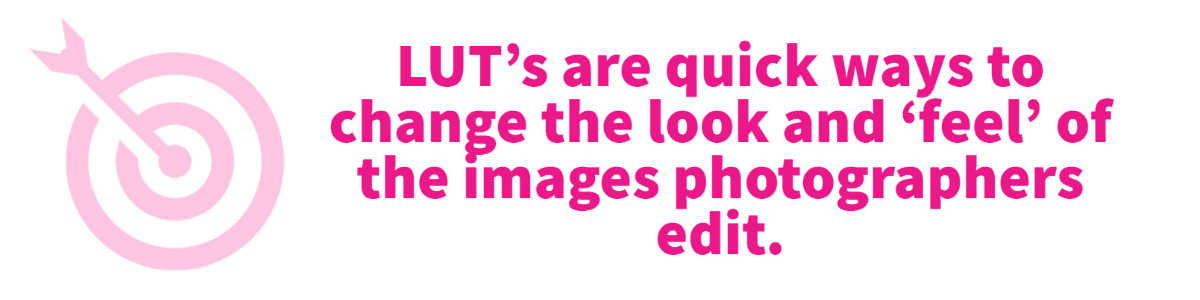 LUT’s are quick ways to
change the look and ‘feel’ of
the images photographers
edit.